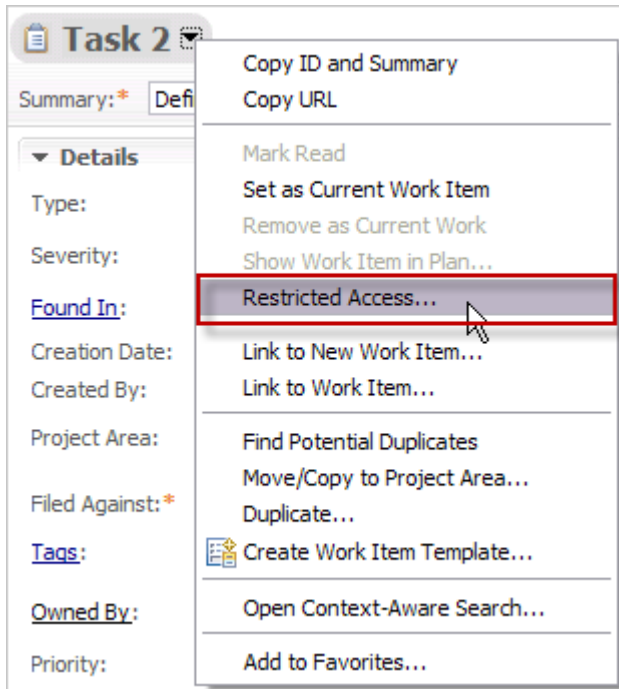 Task 2
Summary:* Defi
Details
Type:
Severity:
Found In:
Creation Date:
Created By:
Project Area:
Filed Against:*
Tags:
Owned By:
Priority:
Copy ID and Summary
Copy URL
Mark Read
Set as Current Work Item
Remove as Current Work
Show Work Item in Plan...
Restricted Access...
Link to New Work Item...
Link to Work Item...
Find Potential Duplicates
Move/Copy to Project Area...
Duplicate...
Create Work Item Template...
Open Context-Aware Search...
Add to Favorites...